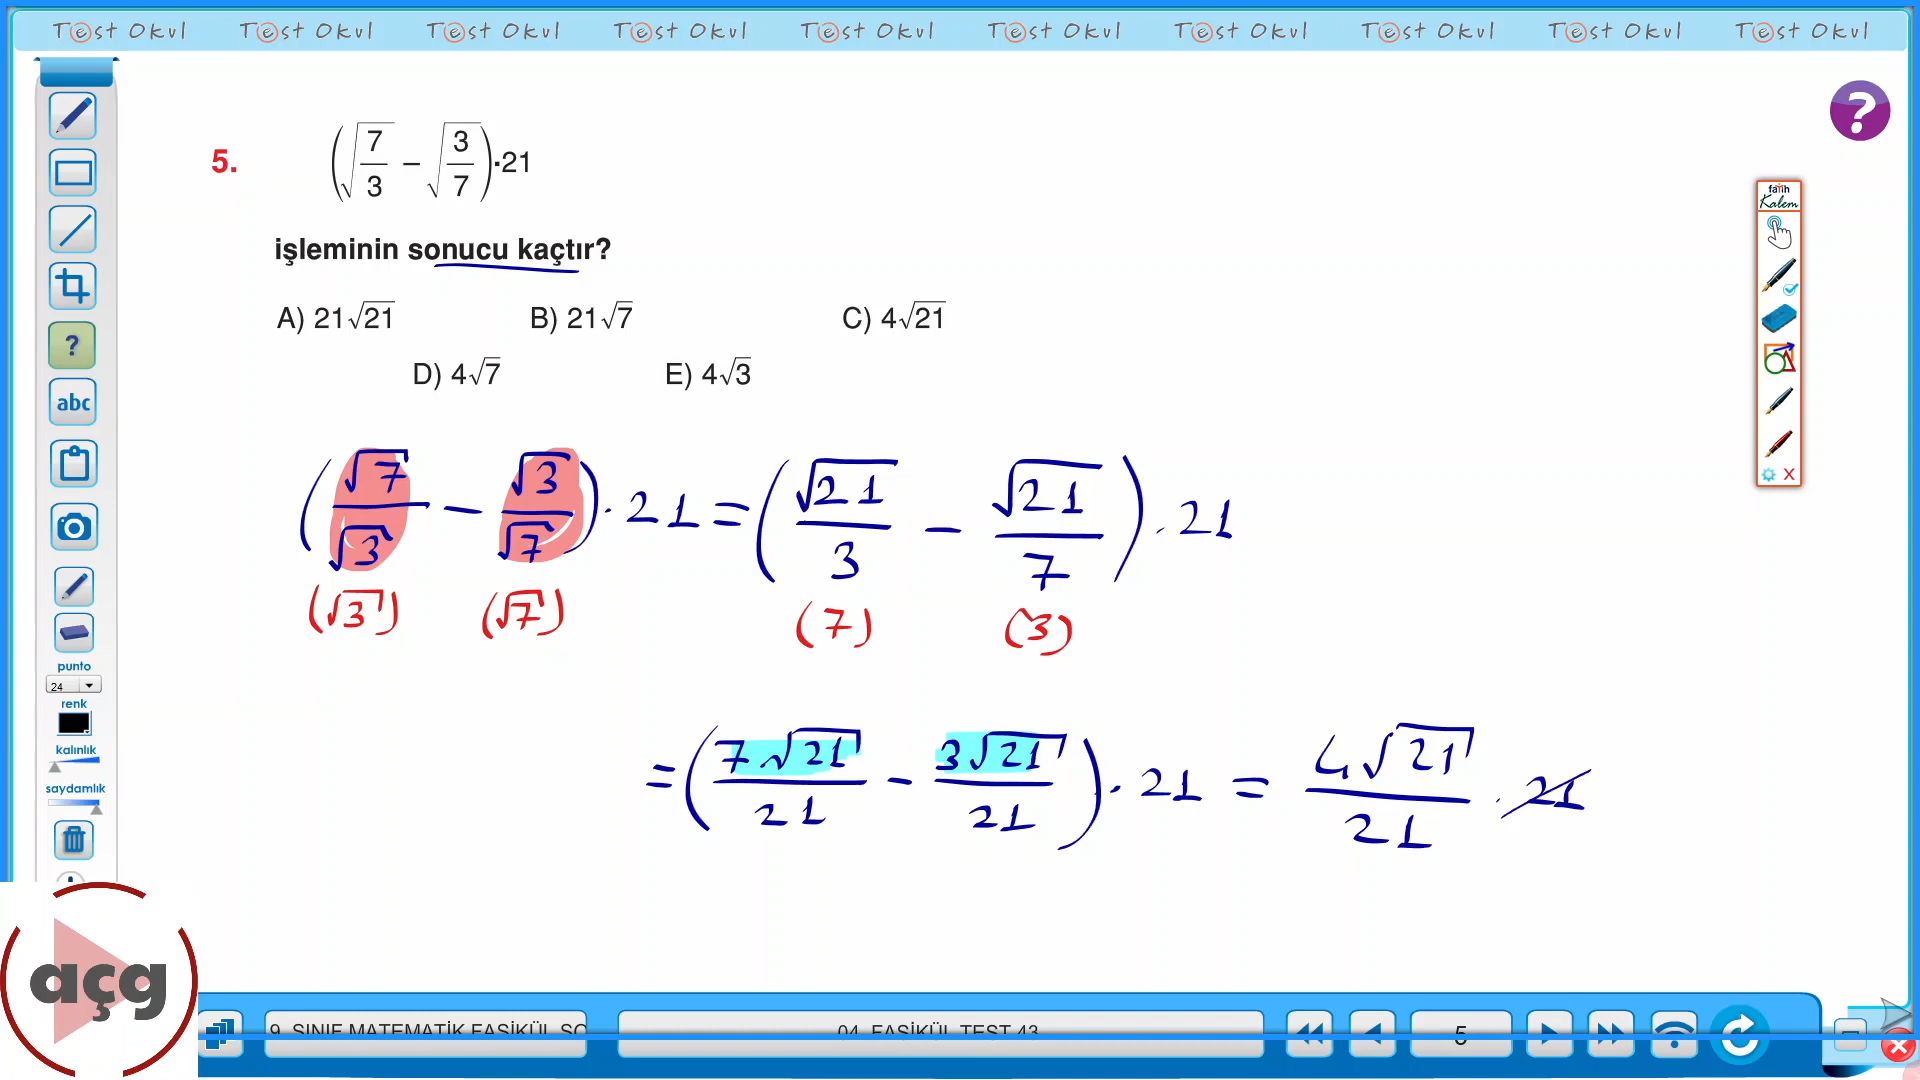 Test Okul Test Okul Test Okul Test Okul Test Okul Test Okul Test Okul Test Okul Test Okul Test Okul
?
fatih
Kalem
5. (√(7/3) − √(3/7))·21
işleminin sonucu kaçtır?
A) 21√21 B) 21√7 C) 4√21
D) 4√7 E) 4√3
(√7/√3 − √3/√7)·21 = (√21/3 − √21/7)·21
(√3) (√7) (7) (3)
= (7√21/21 − 3√21/21)·21 = 4√21/21 · 21
?
abc
punto
24
renk
kalınlık
saydamlık
açg
9. SINIF MATEMATİK FASİKÜL SO
04. FASİKÜL TEST 43
5
X